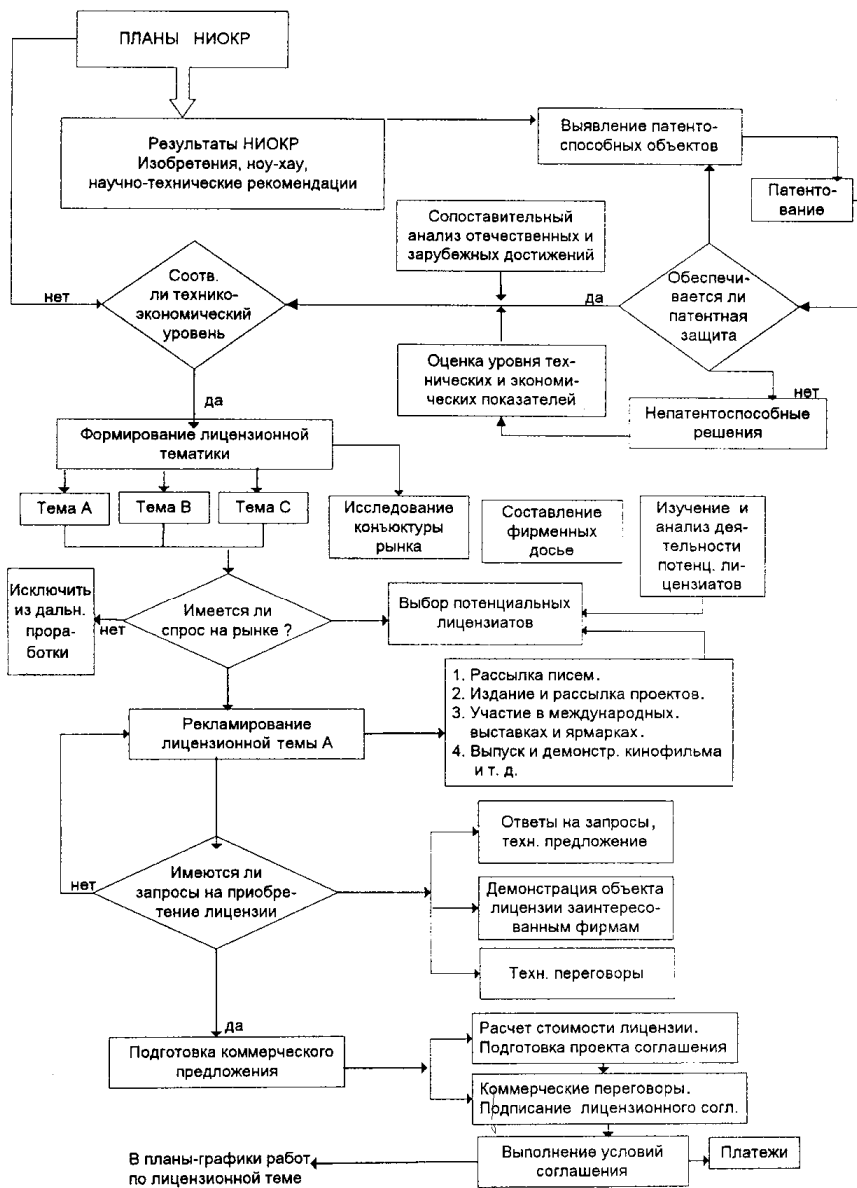 ПЛАНЫ НИОКР
Результаты НИОКР
Изобретения, ноу-хау,
научно-технические рекомендации
Выявление патенто-
способных объектов
Патенто-
вание
Сопоставительный
анализ отечественных и
зарубежных достижений
Соотв.
ли технико-
экономический
уровень
нет
да
Обеспечи-
вается ли
патентная
защита
да
нет
Оценка уровня тех-
нических и экономи-
ческих показателей
Непатентоспособные
решения
Формирование лицензионной
тематики
Тема А
Тема В
Тема С
Исследование
конъюктуры
рынка
Составление
фирменных
досье
Изучение и
анализ дея-
тельности
потенц. ли-
цензиатов
Исключить
из дальн.
прора-
ботки
нет
Имеется ли
спрос на рынке ?
Выбор потенциальных
лицензиатов
Рекламирование
лицензионной темы А
1. Рассылка писем.
2. Издание и рассылка проектов.
3. Участие в международных.
выставках и ярмарках.
4. Выпуск и демонстр. кинофильма
и т. д.
нет
Имеются ли
запросы на приобре-
тение лицензии
да
Ответы на запросы,
техн. предложение
Демонстрация объекта
лицензии заинтересо-
ванным фирмам
Техн. переговоры
Подготовка коммерческого
предложения
Расчет стоимости лицензии.
Подготовка проекта соглашения
Коммерческие переговоры.
Подписание лицензионного согл.
Выполнение условий
соглашения
Платежи
В планы-графики работ
по лицензионной теме